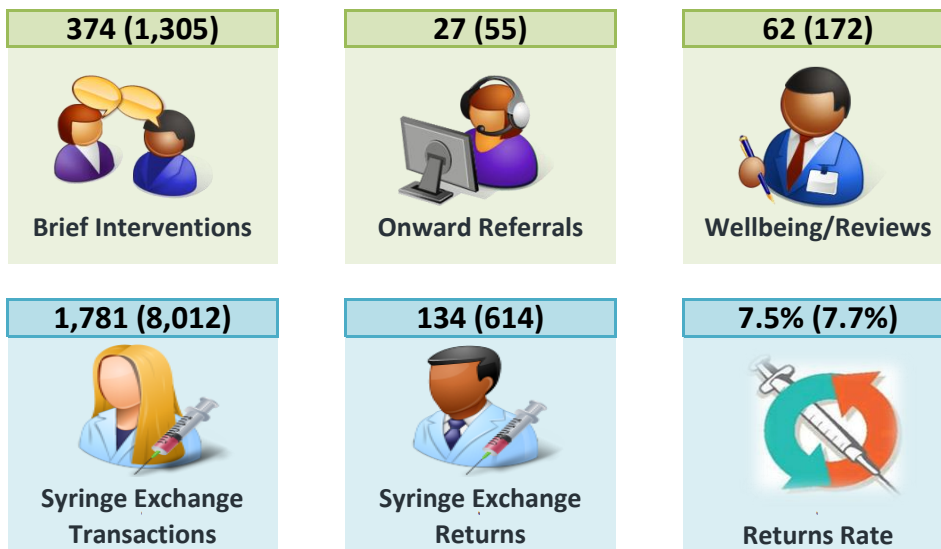 374 (1,305)
27 (55)
62 (172)
Brief Interventions
Onward Referrals
Wellbeing/Reviews
1,781 (8,012)
134 (614)
7.5% (7.7%)
Syringe Exchange
Transactions
Syringe Exchange
Returns
Returns Rate